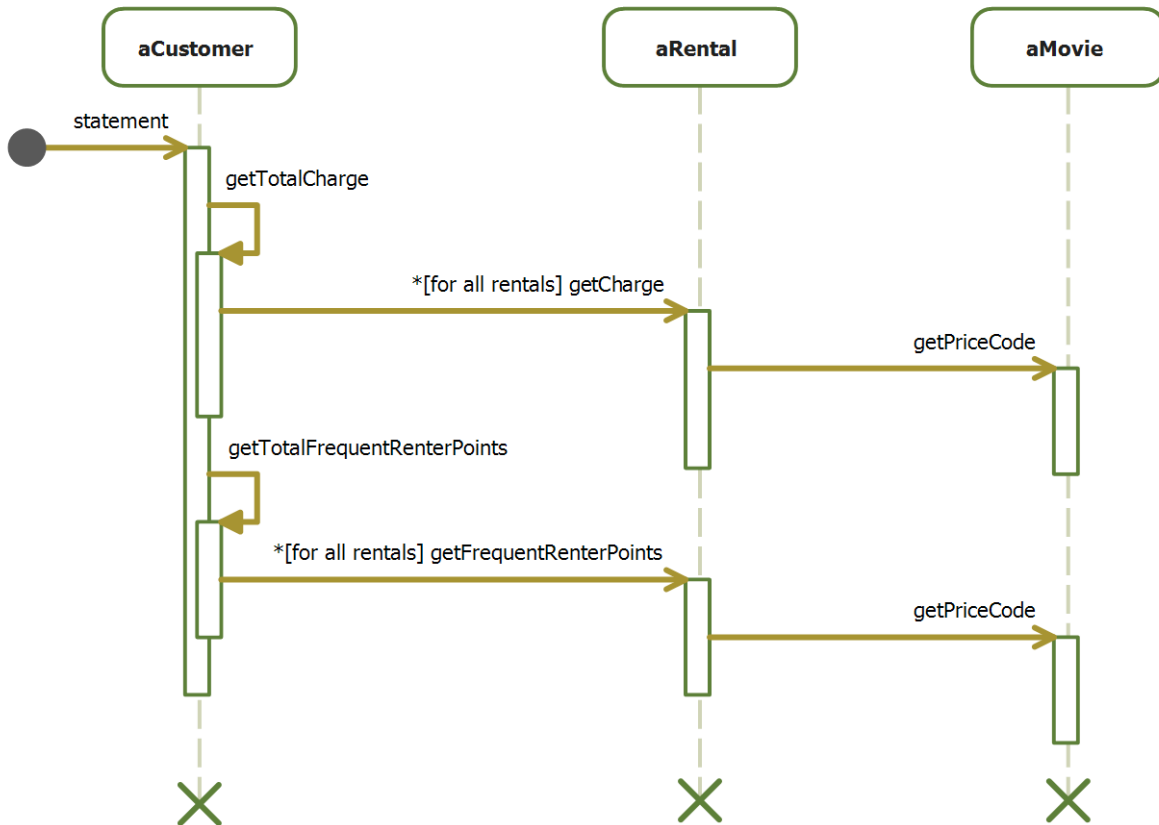 aCustomer
aRental
aMovie
statement
getTotalCharge
*[for all rentals] getCharge
getPriceCode
getTotalFrequentRenterPoints
*[for all rentals] getFrequentRenterPoints
getPriceCode